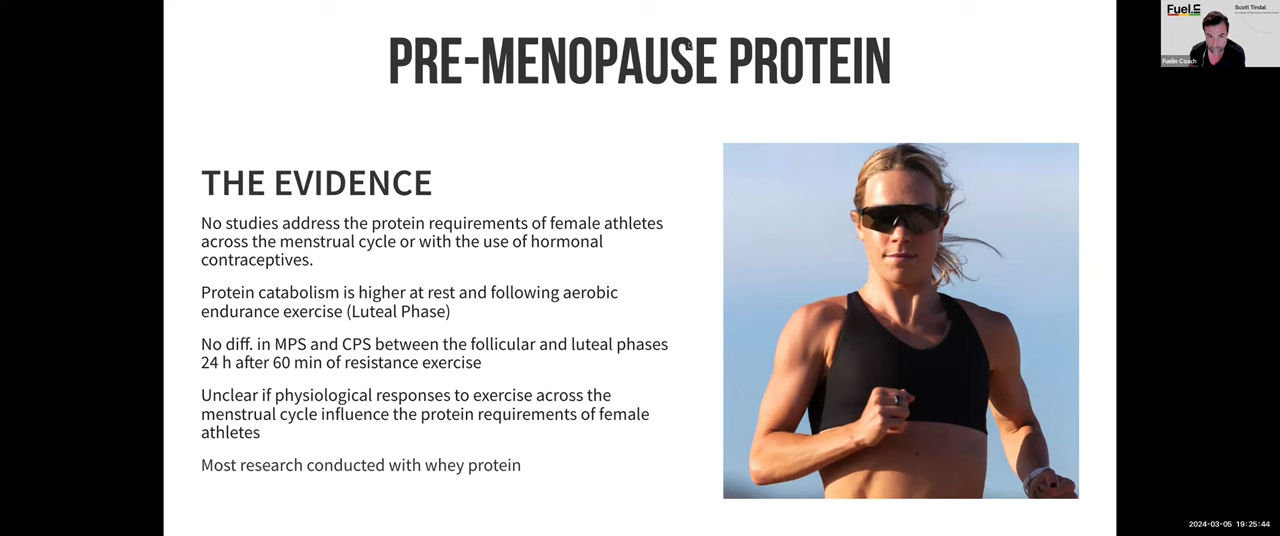 PRE-MENOPAUSE PROTEIN
Fuel.in
Scott Tindal
Fuelin Coach
THE EVIDENCE
No studies address the protein requirements of female athletes
across the menstrual cycle or with the use of hormonal
contraceptives.
Protein catabolism is higher at rest and following aerobic
endurance exercise (Luteal Phase)
No diff. in MPS and CPS between the follicular and luteal phases
24 h after 60 min of resistance exercise
Unclear if physiological responses to exercise across the
menstrual cycle influence the protein requirements of female
athletes
Most research conducted with whey protein
2024-03-05 19:25:44